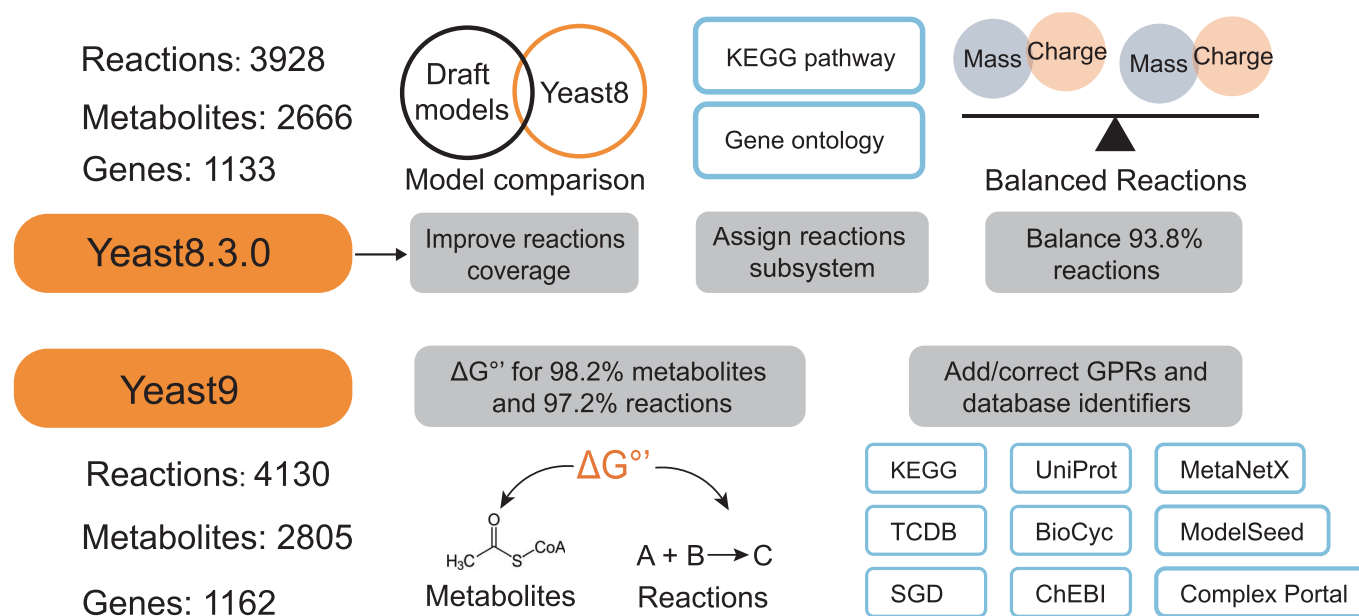 Reactions: 3928
Metabolites: 2666
Genes: 1133
Draft
models
Yeast8
Model comparison
KEGG pathway
Gene ontology
Mass
Charge
Mass
Charge
Balanced Reactions
Yeast8.3.0
Improve reactions
coverage
Assign reactions
subsystem
Balance 93.8%
reactions
Yeast9
ΔG°’ for 98.2% metabolites
and 97.2% reactions
Add/correct GPRs and
database identifiers
Reactions: 4130
Metabolites: 2805
Genes: 1162
ΔG°’
O
H₃C
S
CoA
Metabolites
A + B C
Reactions
KEGG
UniProt
MetaNetX
TCDB
BioCyc
ModelSeed
SGD
ChEBI
Complex Portal